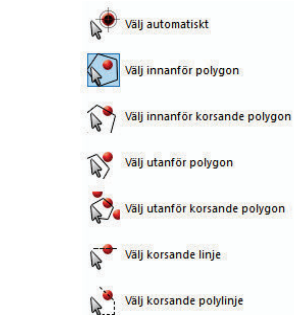 Välj automatiskt
Välj innanför polygon
Välj innanför korsande polygon
Välj utanför polygon
Välj utanför korsande polygon
Välj korsande linje
Välj korsande polylinje